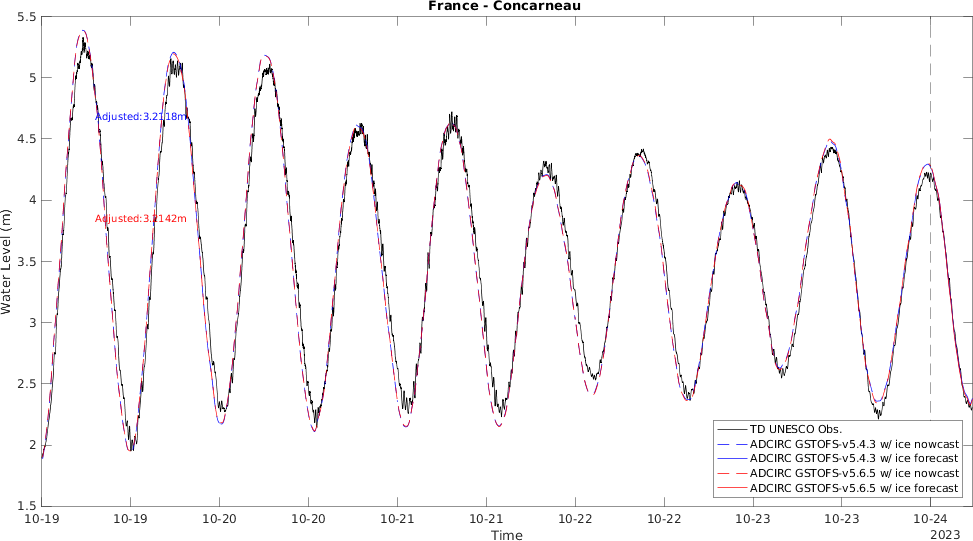 France - Concarneau
5.5
5
4.5
4
3.5
3
2.5
2
1.5
Water Level (m)
Adjusted:3.2118m
Adjusted:3.2142m
TD UNESCO Obs.
ADCIRC GSTOFS-v5.4.3 w/ ice nowcast
ADCIRC GSTOFS-v5.4.3 w/ ice forecast
ADCIRC GSTOFS-v5.6.5 w/ ice nowcast
ADCIRC GSTOFS-v5.6.5 w/ ice forecast
10-19 10-19 10-20 10-20 10-21 10-21 10-22 10-22 10-23 10-23 10-24
Time
2023